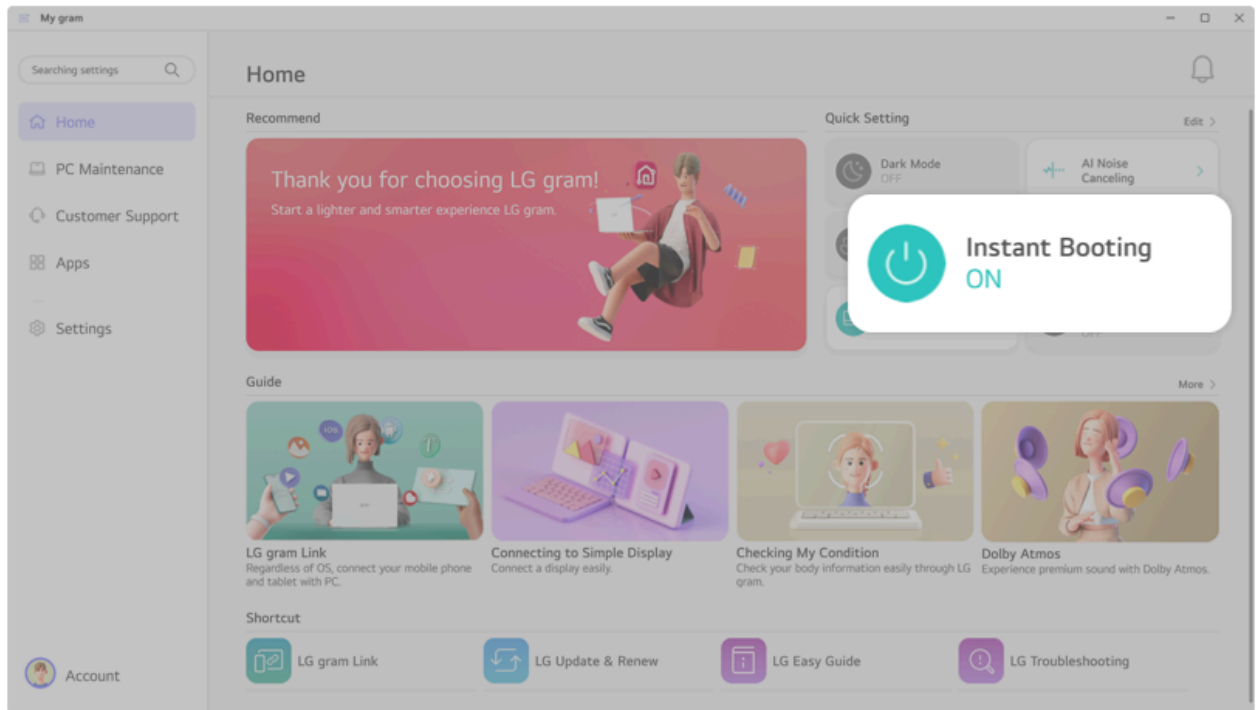 My gram
Searching settings
Home
PC Maintenance
Customer Support
Apps
Settings
Account
Home
Recommend
Thank you for choosing LG gram!
Start a lighter and smarter experience LG gram.
Quick Setting
Edit >
Dark Mode
OFF
AI Noise
Canceling
Instant Booting
ON
Guide
More >
LG gram Link
Regardless of OS, connect your mobile phone
and tablet with PC.
Connecting to Simple Display
Connect a display easily.
Checking My Condition
Check your body information easily through LG
gram.
Dolby Atmos
Experience premium sound with Dolby Atmos.
Shortcut
LG gram Link
LG Update & Renew
LG Easy Guide
LG Troubleshooting